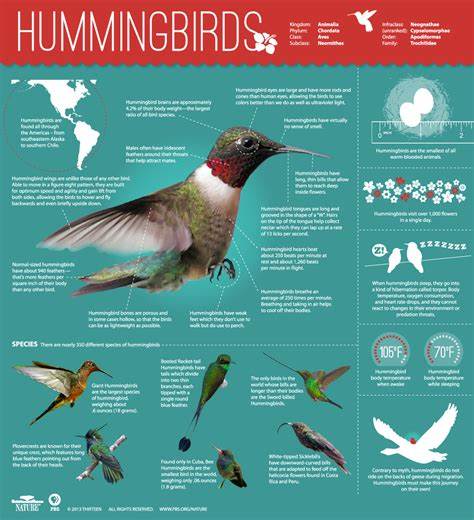 HUMMINGBIRDS
Kingdom: Animalia
Phylum: Chordata
Class: Aves
Subclass: Neornithes
Infraclass: Neognathae
(unranked): Cypselomorphae
Order: Apodiformes
Family: Trochilidae
Hummingbirds are
found all through
the Americas – from
southeastern Alaska
to southern Chile.
Hummingbird brains are approximately
4.2% of their body weight—the largest
ratio of all bird species.
Hummingbird eyes are large and have more rods and
cones than human eyes, allowing the birds to see
colors better than we do as well as ultraviolet light.
Hummingbirds have virtually
no sense of smell.
Males often have iridescent
feathers around their throats
that help attract mates.
Hummingbirds have
long, thin bills that allow
them to reach deep
inside flowers.
Hummingbird wings are unlike those of any other bird.
Able to move in a figure eight pattern, they are built
for optimum speed and agility and gain lift
from both sides, allowing the birds to hover and fly
backwards and even briefly upside down.
Hummingbird tongues are long and
grooved in the shape of a "W". Hairs
on the tip of the tongue help collect
nectar which they can lap up at a rate
of 13 licks per second.
Hummingbird hearts beat
about 250 beats per minute at
rest and about 1,260 beats
per minute in flight.
Normal-sized hummingbirds
have about 940 feathers –
that's more feathers per
square inch of their body
than any other bird.
Hummingbirds breathe an
average of 250 times per minute.
Breathing and taking in air helps
to cool off their bodies.
Hummingbird bones are porous and
in some cases hollow, so that the birds
can be as lightweight as possible.
Hummingbirds have weak
feet which they don't use to
walk but do use to perch.
INCH
1
2
Hummingbirds are the smallest of all
warm-blooded animals.
Hummingbirds visit over 1,000 flowers
in a single day.
When hummingbirds sleep, they go into
a kind of hibernation called torpor. Body
temperature, oxygen consumption,
and heart rate drops, and they cannot
react to changes in their environment or
predation threats.
105°F
Hummingbird
body temperature
when awake
70°F
Hummingbird
body temperature
while sleeping
Contrary to myth, hummingbirds do not
ride on the backs of geese during migration.
Hummingbirds must make this
journey on their own!
SPECIES There are nearly 350 different species of hummingbirds.
Giant Hummingbirds
are the largest species
of hummingbird,
weighing about
.6 ounces (18 grams).
Booted Racket-tail
Hummingbirds have
tails which divide
into two thin
branches, each
tipped with a
single round
blue feather.
The only birds in the
world whose bills are
longer than their bodies
are the Sword-billed
Hummingbirds.
Plovercrests are known for their
unique crest, which features long
blue feathers pointing out from
the back of their heads.
Found only in Cuba, Bee
Hummingbirds are the
smallest bird in the world,
weighing only .06 ounces
(1.8 grams).
White-tipped Sicklebills
have downward-curved bills
that are adapted to feed off
the curved blossoms of
certain flowers.
NATURE
PBS
© 2013 THIRTEEN ALL RIGHTS RESERVED. WWW.PBS.ORG/NATURE